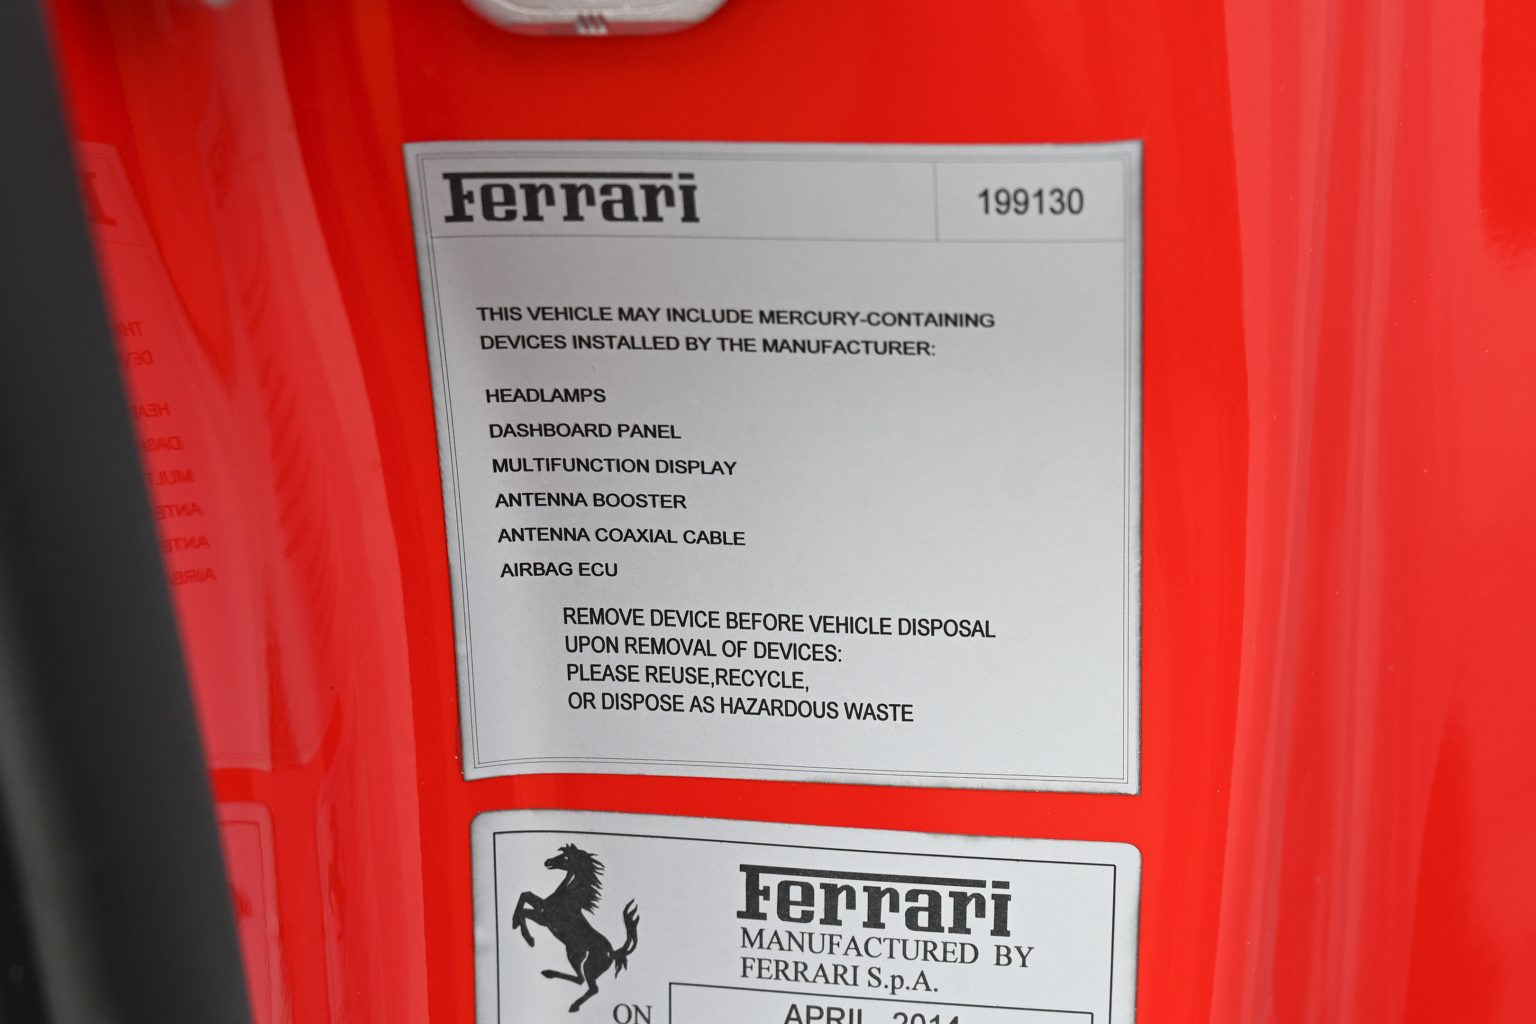 Ferrari 199130
THIS VEHICLE MAY INCLUDE MERCURY-CONTAINING
DEVICES INSTALLED BY THE MANUFACTURER:
HEADLAMPS
DASHBOARD PANEL
MULTIFUNCTION DISPLAY
ANTENNA BOOSTER
ANTENNA COAXIAL CABLE
AIRBAG ECU
REMOVE DEVICE BEFORE VEHICLE DISPOSAL
UPON REMOVAL OF DEVICES:
PLEASE REUSE,RECYCLE,
OR DISPOSE AS HAZARDOUS WASTE
Ferrari
MANUFACTURED BY
FERRARI S.p.A.
ON APRIL 2014